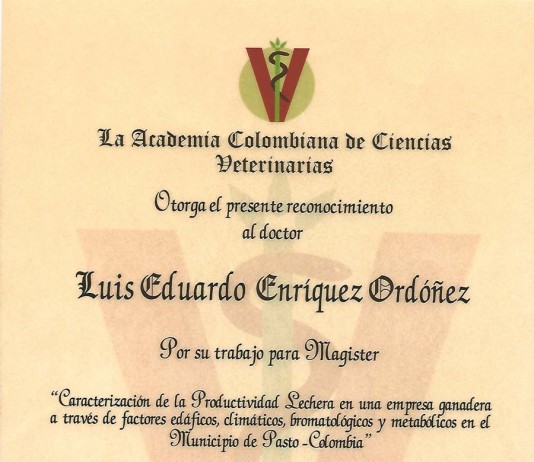 La Academia Colombiana de Ciencias
Veterinarias
Otorga el presente reconocimiento
al doctor
Luis Eduardo Enríquez Ordóñez
Por su trabajo para Magister
“Caracterización de la Productividad Lechera en una empresa ganadera
a través de factores edáficos, climáticos, bromatológicos y metabólicos en el
Municipio de Pasto -Colombia”